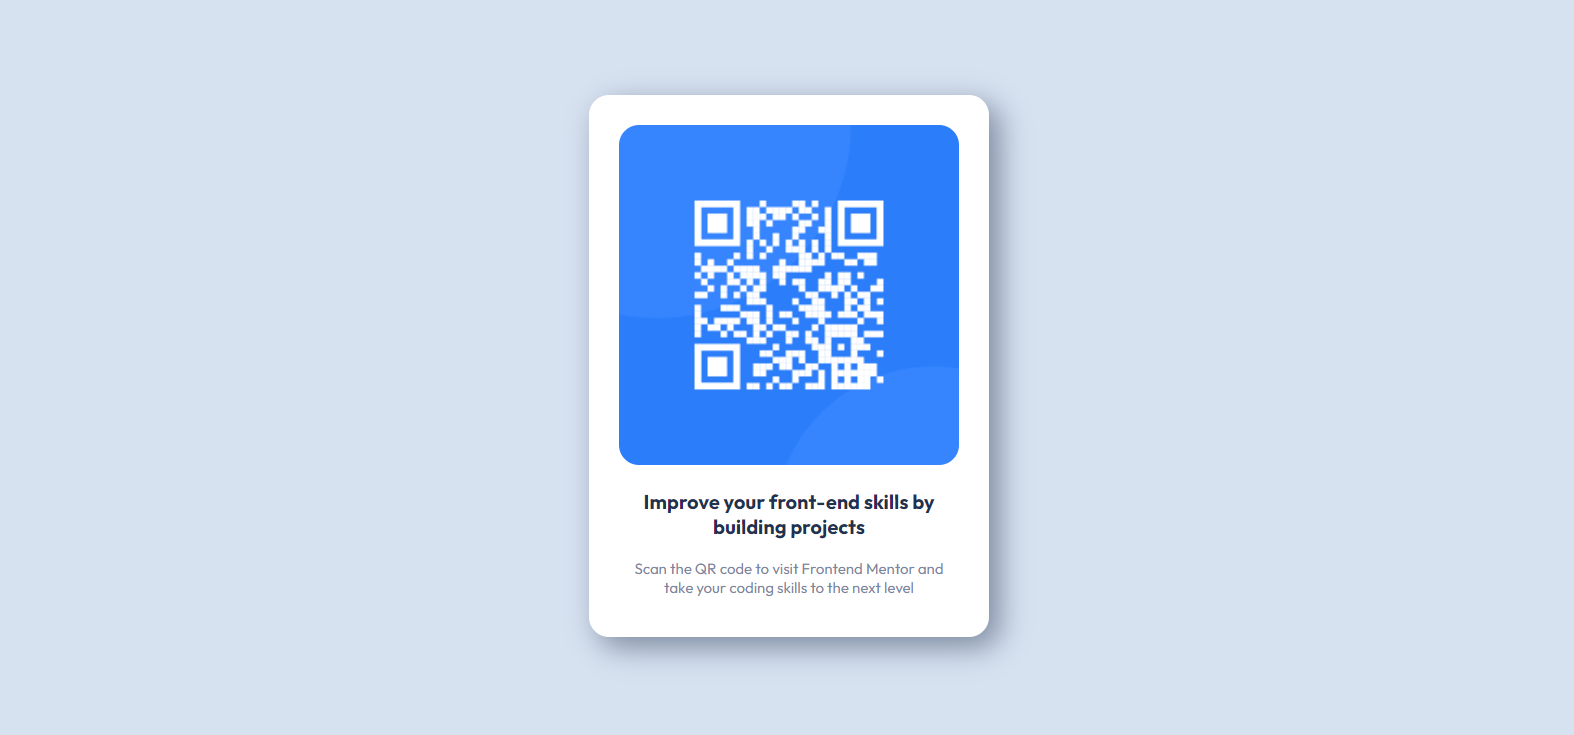 Improve your front-end skills by
building projects
Scan the QR code to visit Frontend Mentor and
take your coding skills to the next level